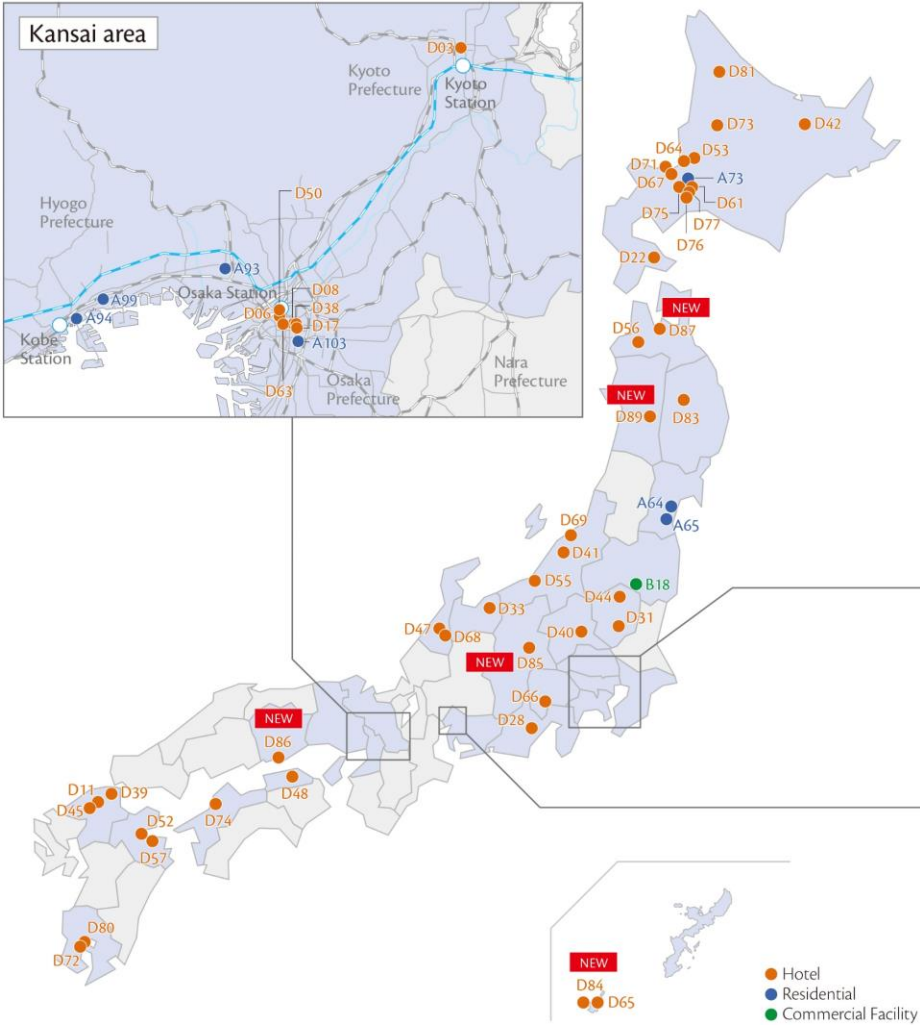 Kansai area
D03
Kyoto
Prefecture
Kyoto
Station
D50
Hyogo
Prefecture
A93
Osaka Station
D08
D38
D06
D17
A99
A94
A103
Kobe
Station
Osaka
Prefecture
Nara
Prefecture
D63
D81
D73
D42
D64
D53
D71
A73
D67
D61
D75
D77
D76
D22
NEW
D56
D87
NEW
D89
D83
A64
A65
D69
D41
D55
B18
D44
D33
D31
D47
D68
D40
NEW
D85
D66
D28
NEW
D86
D48
D11
D39
D45
D74
D52
D57
D80
D72
NEW
D84
D65
Hotel
Residential
Commercial Facility